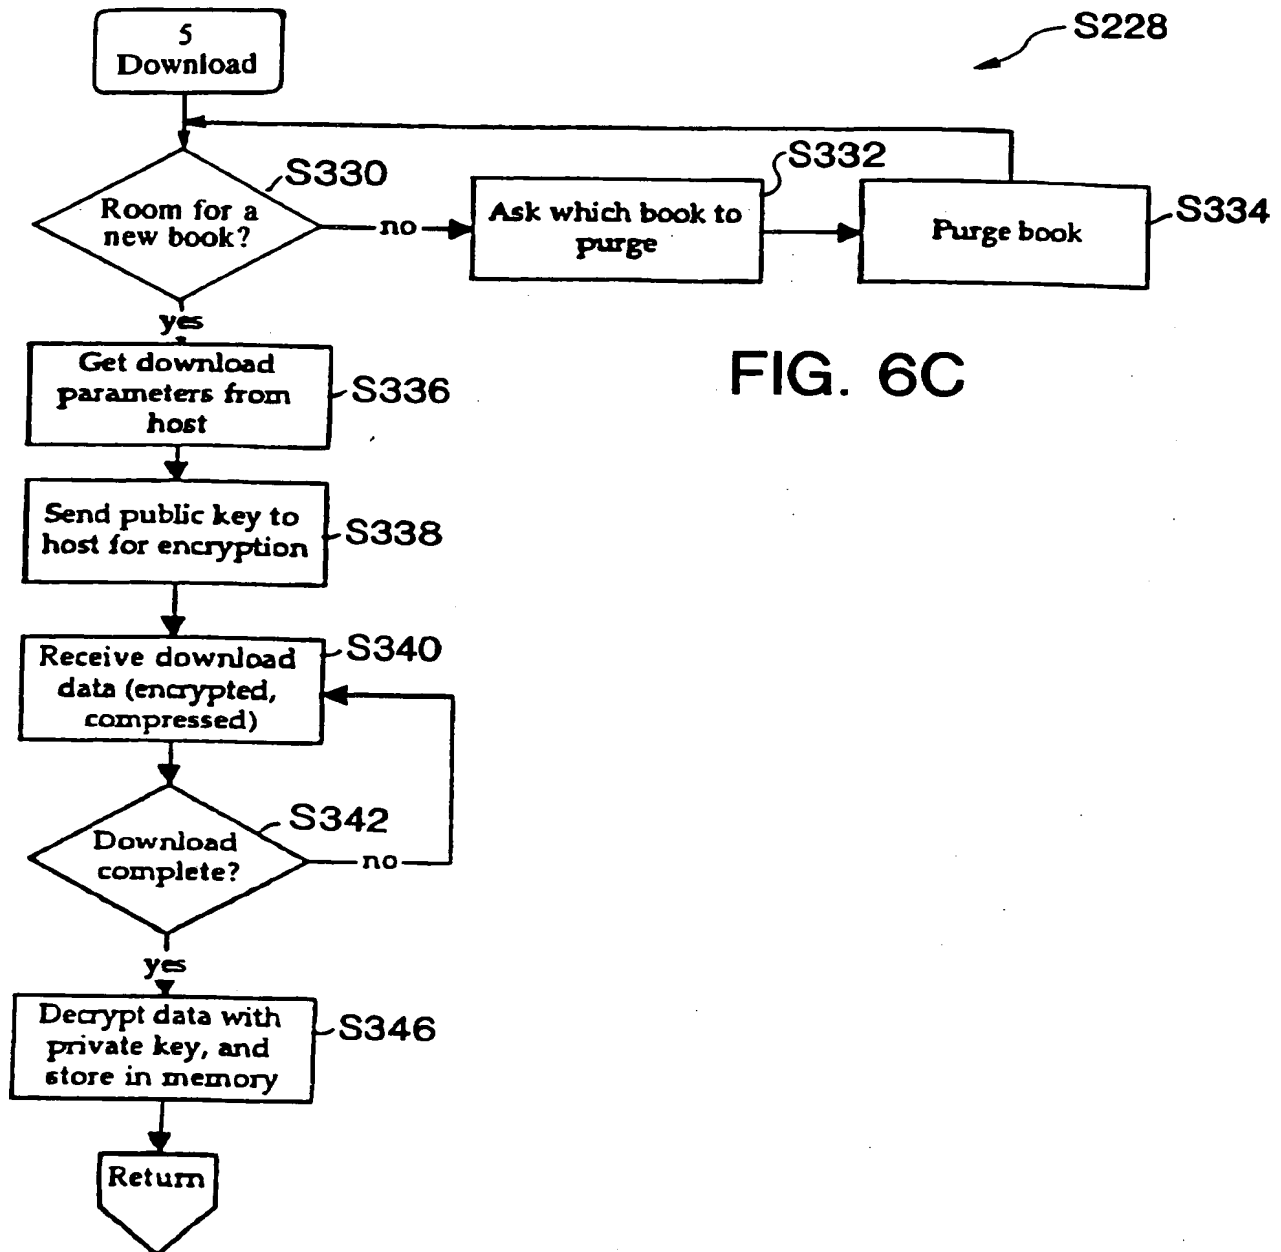 5
Download
S228
S330
Room for a
new book?
no
S332
Ask which book to
purge
S334
Purge book
yes
FIG. 6C
Get download
parameters from
host
S336
Send public key to
host for encryption
S338
S340
Receive download
data (encrypted,
compressed)
S342
Download
complete?
no
yes
Decrypt data with
private key, and
store in memory
S346
Return